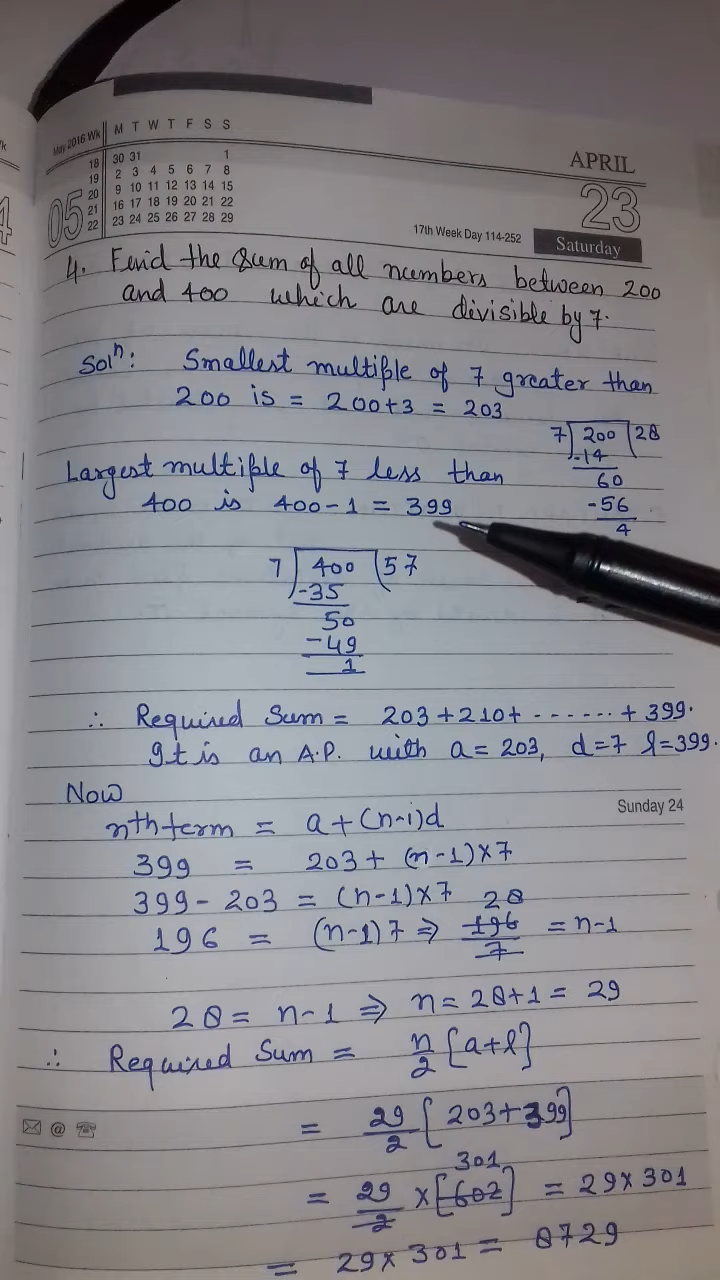 May 2016 Wk M T W T F S S
18 30 31 1
19 2 3 4 5 6 7 8
20 9 10 11 12 13 14 15
21 16 17 18 19 20 21 22
22 23 24 25 26 27 28 29
05
APRIL
23
17th Week Day 114-252
Saturday
4. Find the Sum of all numbers between 200
and 400 which are divisible by 7.
Solⁿ: Smallest multiple of 7 greater than
200 is = 200+3 = 203
7 200 28
-14
60
-56
4
Largest multiple of 7 less than
400 is 400-1 = 399
7 400 57
-35
50
-49
1
∴ Required Sum = 203+210+ - - - - - - + 399.
It is an A.P. with a= 203, d=7 l=399.
Now
Sunday 24
nth term = a+(n-1)d
399 = 203+ (n-1)×7
399- 203 = (n-1)×7
196 = (n-1)7 ⇒ 196/7 = n-1
28
28 = n-1 ⇒ n= 28+1= 29
∴ Required Sum = n/2 [a+l]
= 29/2 [203+399]
301
= 29/2 ×[602] = 29×301
= 29× 301 = 8729